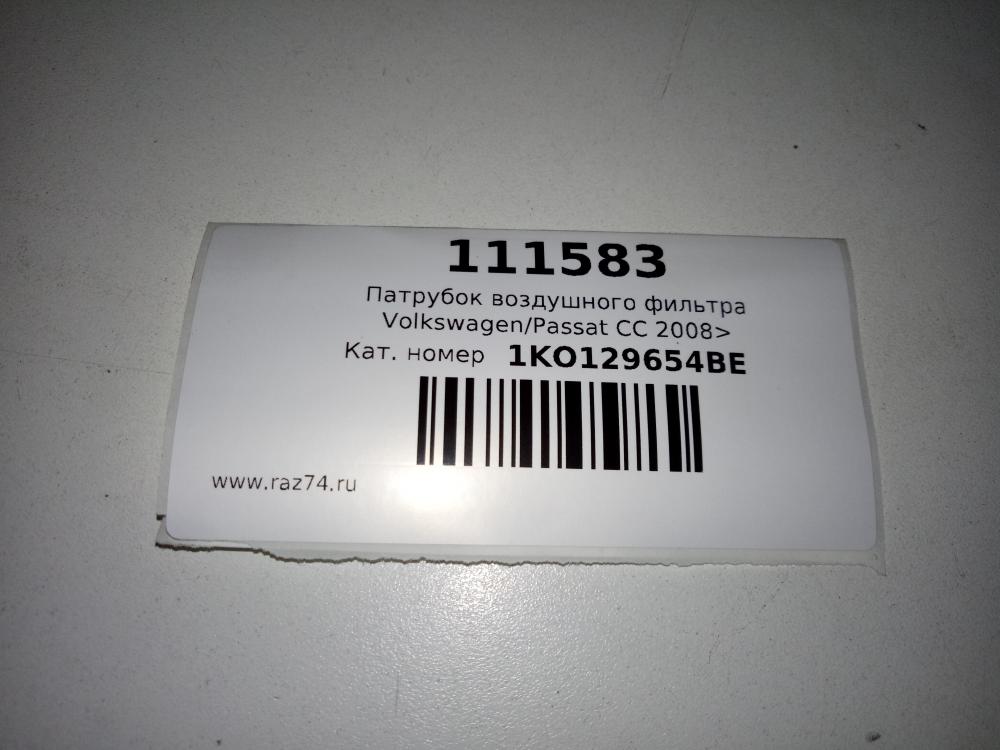 111583
Патрубок воздушного фильтра
Volkswagen/Passat CC 2008>
Кат. номер 1KO129654BE
www.raz74.ru